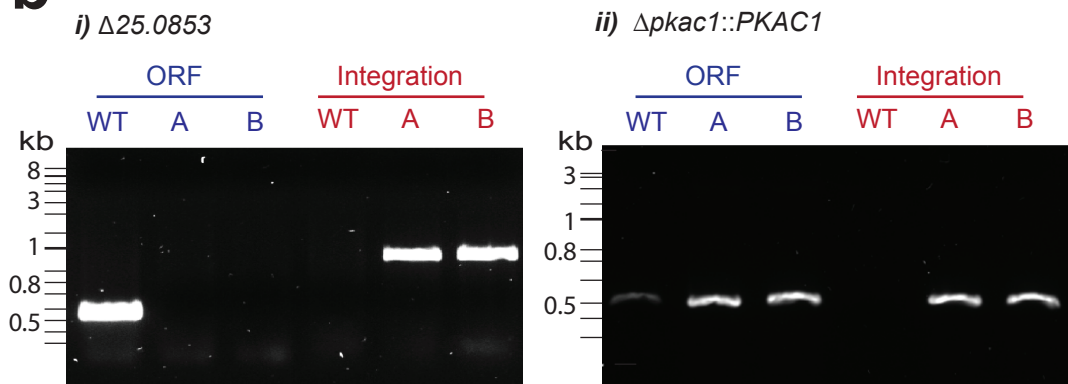 b
i) Δ25.0853
ORF Integration
WT A B WT A B
kb
8
3
1
0.8
0.5
ii) Δpkac1::PKAC1
ORF Integration
WT A B WT A B
kb
3
1
0.8
0.5